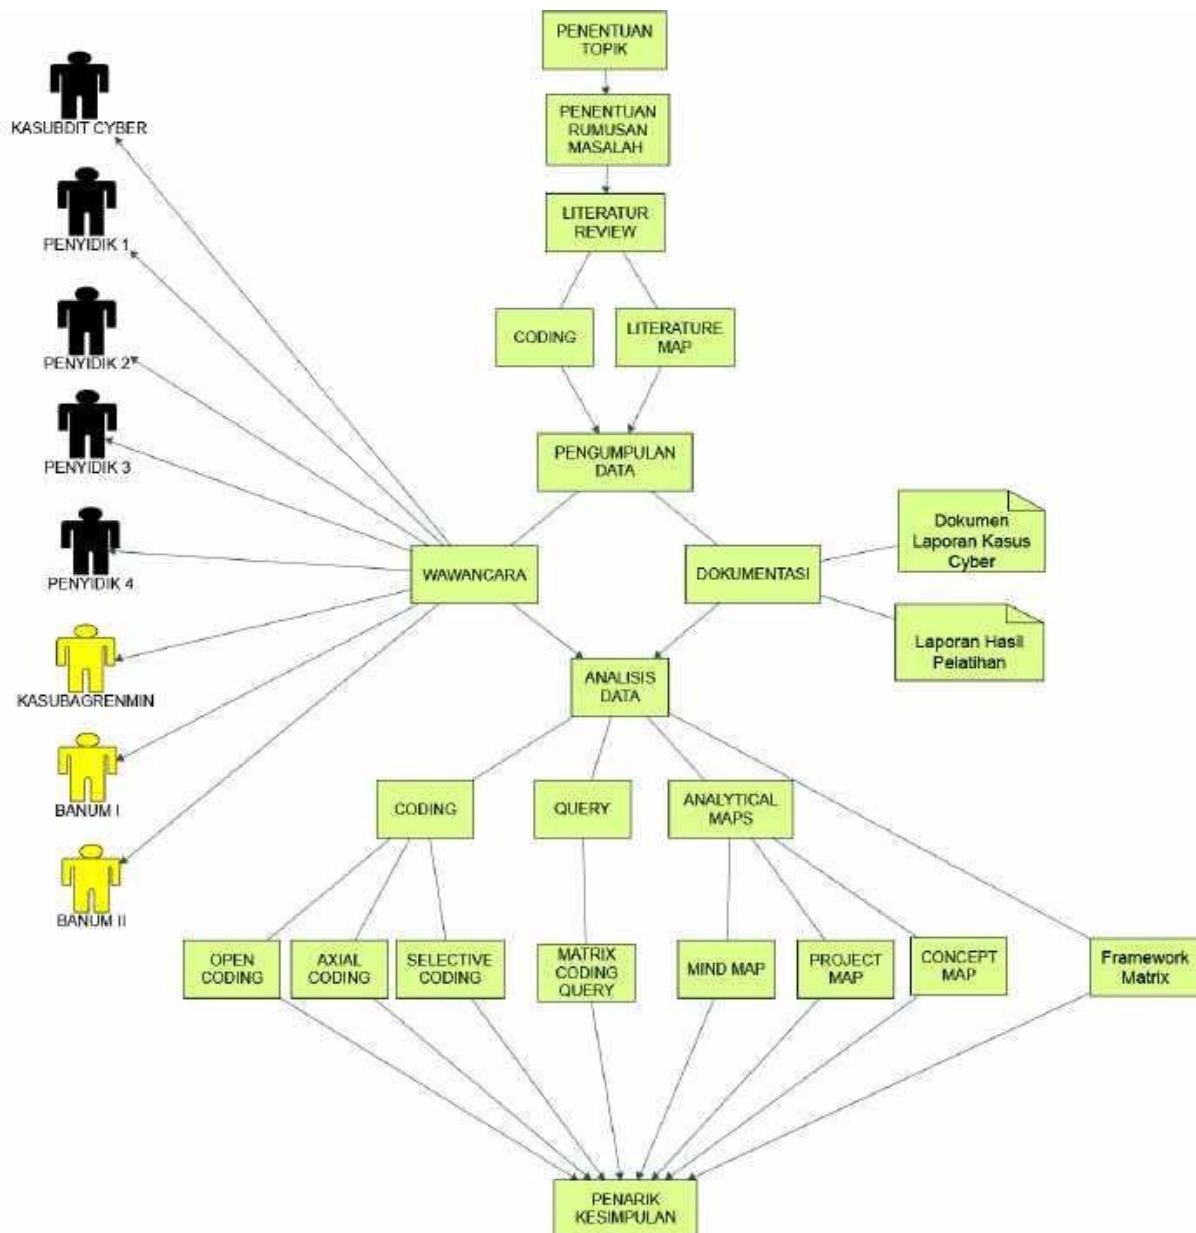 PENENTUAN
TOPIK
KASUBDIT CYBER
PENENTUAN
RUMUSAN
MASALAH
PENYIDIK 1
LITERATUR
REVIEW
PENYIDIK 2
CODING
LITERATURE
MAP
PENYIDIK 3
PENGUMPULAN
DATA
PENYIDIK 4
WAWANCARA
DOKUMENTASI
Dokumen
Laporan Kasus
Cyber
Laporan Hasil
Pelatihan
KASUBAGRENMIN
ANALISIS
DATA
BANUM I
CODING
QUERY
ANALYTICAL
MAPS
BANUM II
OPEN
CODING
AXIAL
CODING
SELECTIVE
CODING
MATRIX
CODING
QUERY
MIND MAP
PROJECT
MAP
CONCEPT
MAP
Framework
Matrix
PENARIK
KESIMPULAN